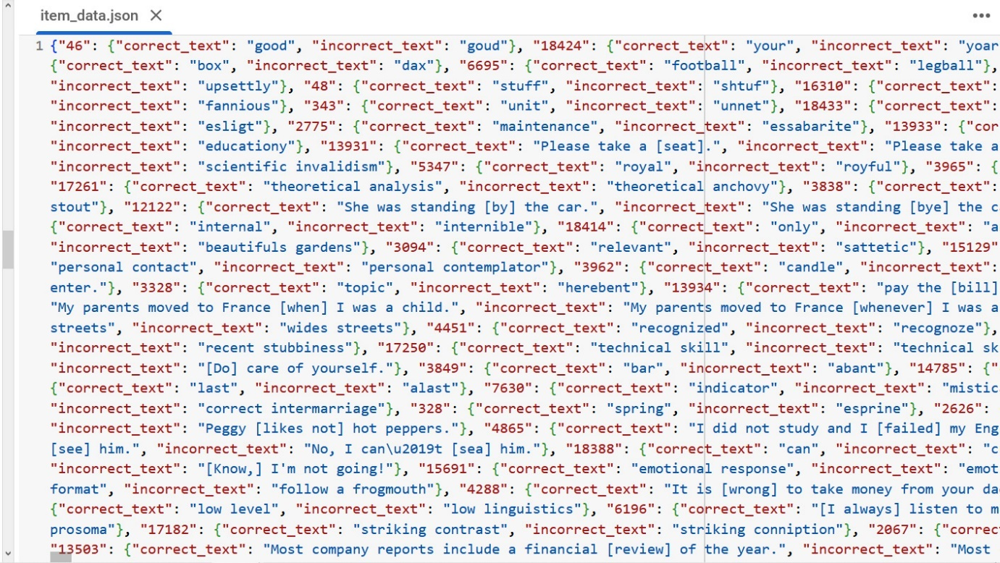 item_data.json
1 {"46": {"correct_text": "good", "incorrect_text": "goud"}, "18424": {"correct_text": "your", "incorrect_text": "yoar
{"correct_text": "box", "incorrect_text": "dax"}, "6695": {"correct_text": "football", "incorrect_text": "legball"},
"incorrect_text": "upsettly"}, "48": {"correct_text": "stuff", "incorrect_text": "shtuf"}, "16310": {"correct_text":
"incorrect_text": "fannious"}, "343": {"correct_text": "unit", "incorrect_text": "unnet"}, "18433": {"correct_text":
"incorrect_text": "esligt"}, "2775": {"correct_text": "maintenance", "incorrect_text": "essabarite"}, "13933": {"cor
"incorrect_text": "educationy"}, "13931": {"correct_text": "Please take a [seat].", "incorrect_text": "Please take a
"incorrect_text": "scientific invalidism"}, "5347": {"correct_text": "royal", "incorrect_text": "royful"}, "3965": {
"17261": {"correct_text": "theoretical analysis", "incorrect_text": "theoretical anchovy"}, "3838": {"correct_text":
stout"}, "12122": {"correct_text": "She was standing [by] the car.", "incorrect_text": "She was standing [bye] the c
{"correct_text": "internal", "incorrect_text": "internible"}, "18414": {"correct_text": "only", "incorrect_text": "a
"incorrect_text": "beautifuls gardens"}, "3094": {"correct_text": "relevant", "incorrect_text": "sattetic"}, "15129"
"personal contact", "incorrect_text": "personal contemplator"}, "3962": {"correct_text": "candle", "incorrect_text":
enter."}, "3328": {"correct_text": "topic", "incorrect_text": "herebent"}, "13934": {"correct_text": "pay the [bill]
"My parents moved to France [when] I was a child.", "incorrect_text": "My parents moved to France [whenever] I was a
streets", "incorrect_text": "wides streets"}, "4451": {"correct_text": "recognized", "incorrect_text": "recognoze"},
"incorrect_text": "recent stubbiness"}, "17250": {"correct_text": "technical skill", "incorrect_text": "technical sk
"incorrect_text": "[Do] care of yourself."}, "3849": {"correct_text": "bar", "incorrect_text": "abant"}, "14785": {"
{"correct_text": "last", "incorrect_text": "alast"}, "7630": {"correct_text": "indicator", "incorrect_text": "mistic
"incorrect_text": "correct intermarriage"}, "328": {"correct_text": "spring", "incorrect_text": "esprine"}, "2626":
"incorrect_text": "Peggy [likes not] hot peppers."}, "4865": {"correct_text": "I did not study and I [failed] my Eng
[see] him.", "incorrect_text": "No, I can\u2019t [sea] him."}, "18388": {"correct_text": "can", "incorrect_text": "c
"incorrect_text": "[Know,] I'm not going!"}, "15691": {"correct_text": "emotional response", "incorrect_text": "emot
format", "incorrect_text": "follow a frogmouth"}, "4288": {"correct_text": "It is [wrong] to take money from your da
{"correct_text": "low level", "incorrect_text": "low linguistics"}, "6196": {"correct_text": "[I always] listen to m
prosoma"}, "17182": {"correct_text": "striking contrast", "incorrect_text": "striking conniption"}, "2067": {"correc
"13503": {"correct_text": "Most company reports include a financial [review] of the year.", "incorrect_text": "Most